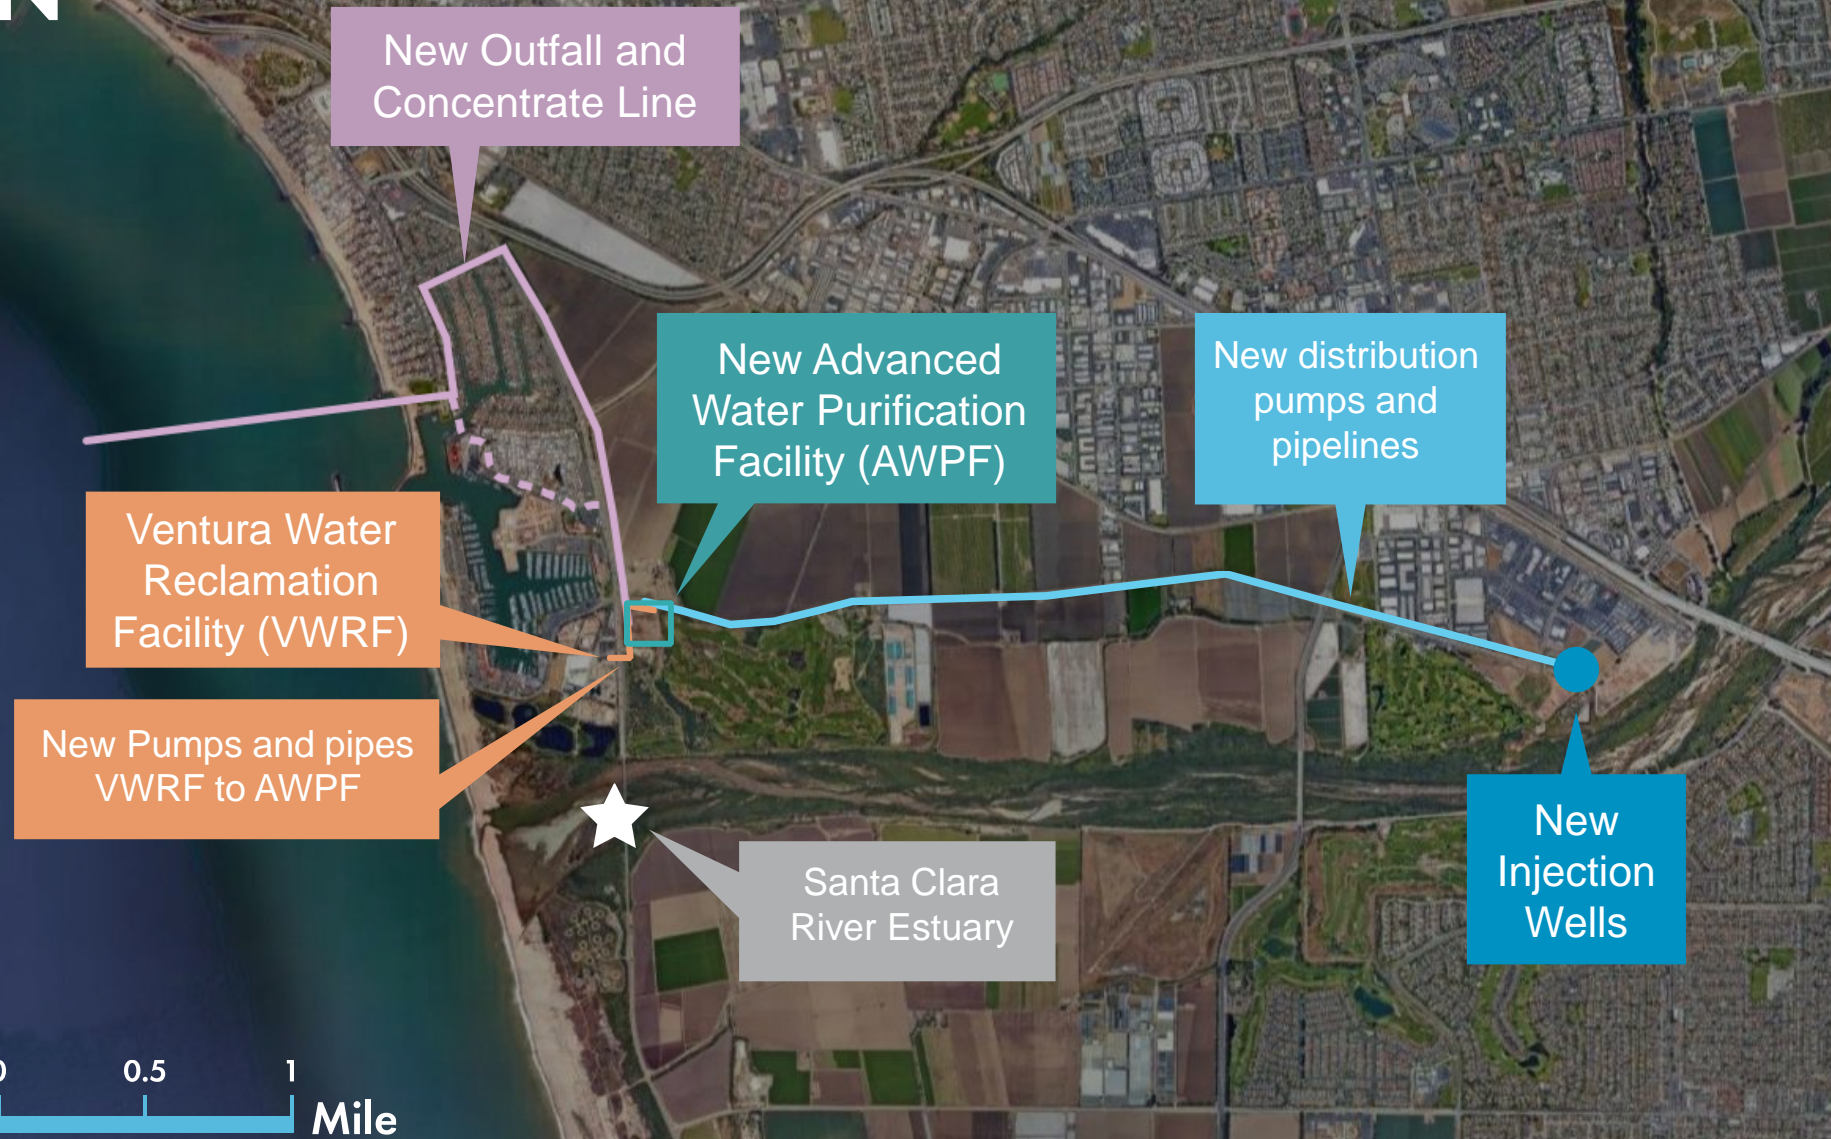 N
New Outfall and
Concentrate Line
New Advanced
Water Purification
Facility (AWPF)
New distribution
pumps and
pipelines
Ventura Water
Reclamation
Facility (VWRF)
New Pumps and pipes
VWRF to AWPF
Santa Clara
River Estuary
New
Injection
Wells
0 0.5 1
Mile